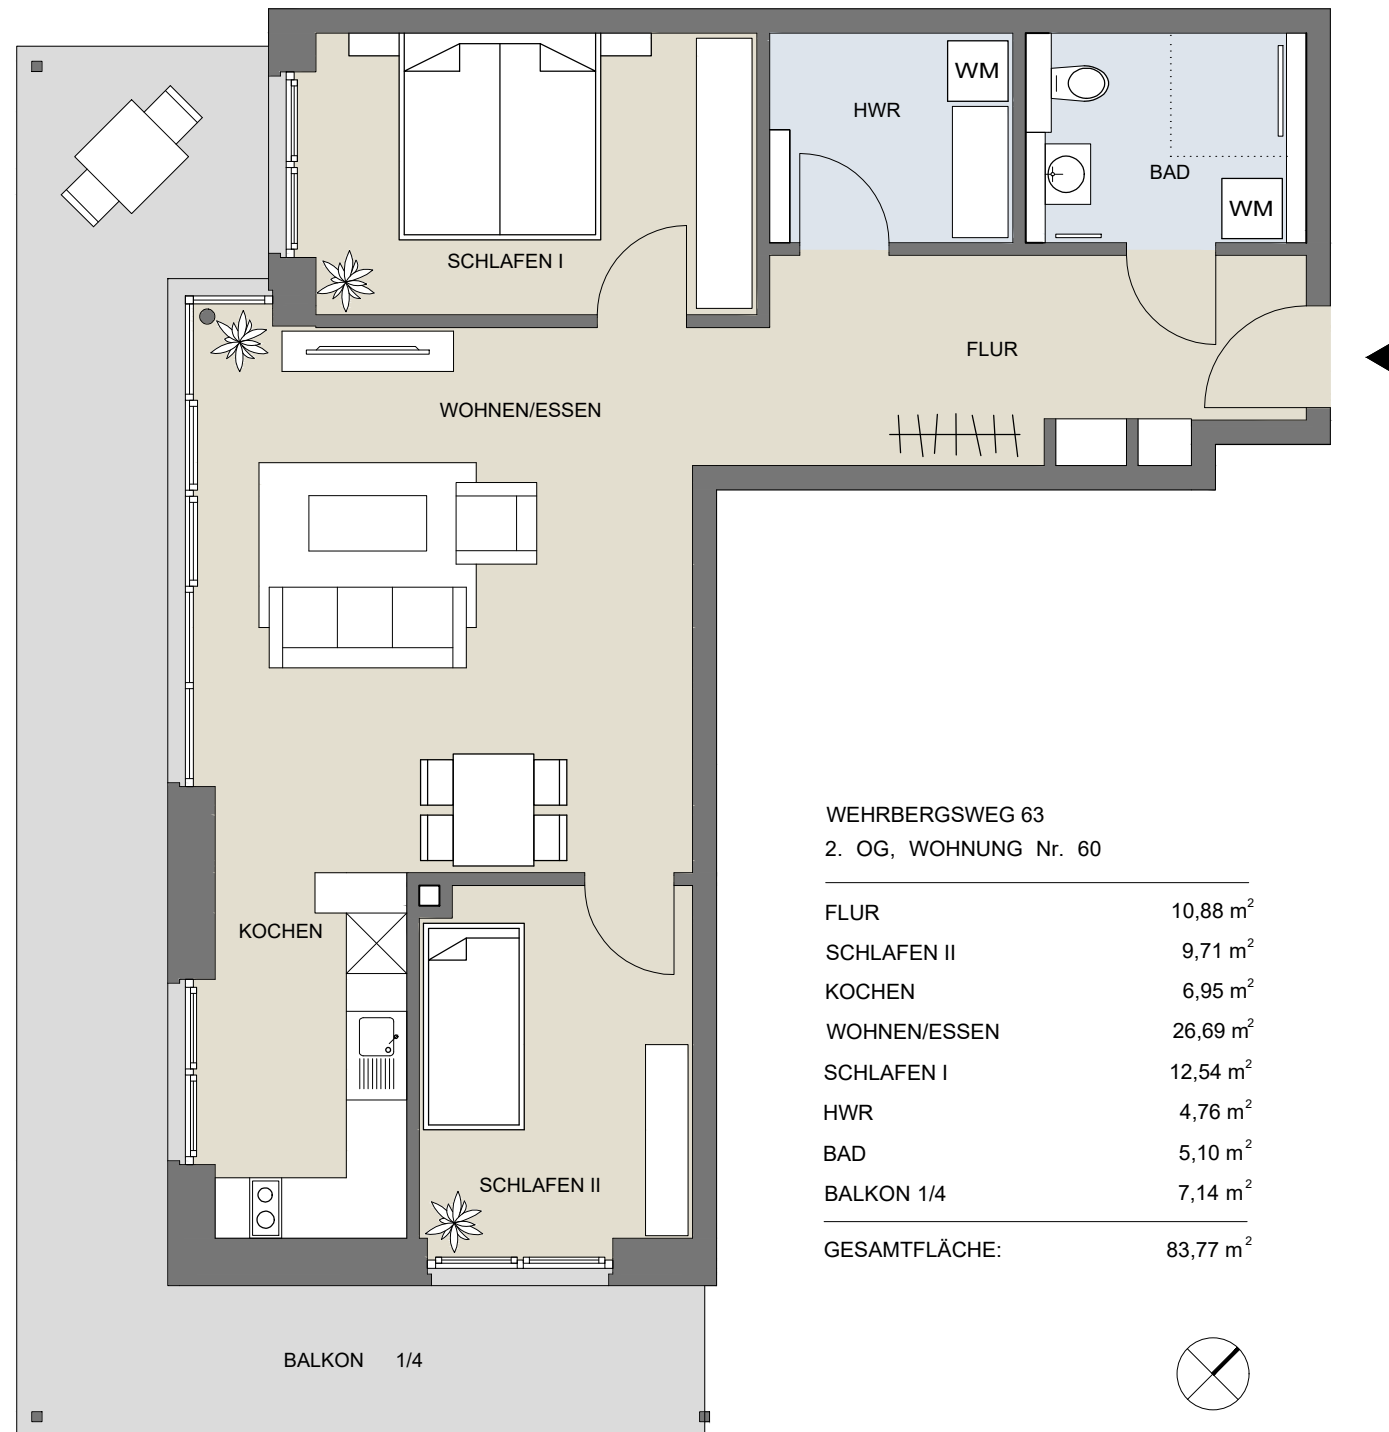 WM
HWR
BAD
WM
SCHLAFEN I
FLUR
WOHNEN/ESSEN
KOCHEN
SCHLAFEN II
BALKON 1/4
WEHRBERGSWEG 63
2. OG, WOHNUNG Nr. 60
FLUR 10,88 m²
SCHLAFEN II 9,71 m²
KOCHEN 6,95 m²
WOHNEN/ESSEN 26,69 m²
SCHLAFEN I 12,54 m²
HWR 4,76 m²
BAD 5,10 m²
BALKON 1/4 7,14 m²
GESAMTFLÄCHE: 83,77 m²